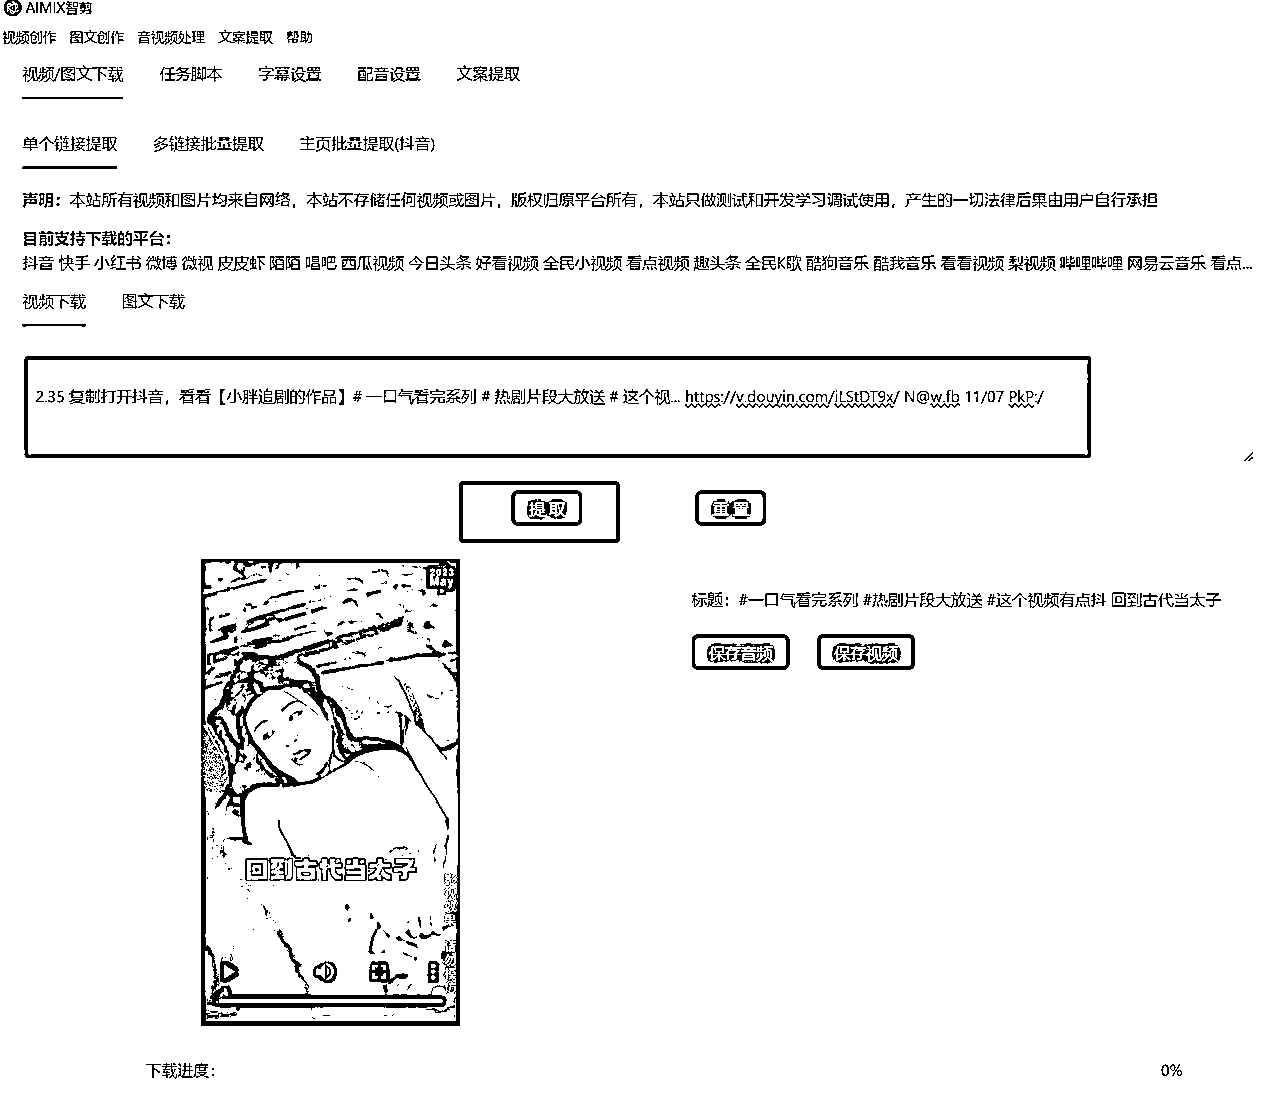 AIMIX智剪
视频创作 图文创作 音视频处理 文案提取 帮助
视频/图文下载 任务脚本 字幕设置 配音设置 文案提取
单个链接提取 多链接批量提取 主页批量提取(抖音)
声明：本站所有视频和图片均来自网络，本站不存储任何视频或图片，版权归原平台所有，本站只做测试和开发学习调试使用，产生的一切法律后果由用户自行承担
目前支持下载的平台：
抖音 快手 小红书 微博 微视 皮皮虾 陌陌 唱吧 西瓜视频 今日头条 好看视频 全民小视频 看点视频 趣头条 全民K歌 酷狗音乐 酷我音乐 看看视频 梨视频 哔哩哔哩 网易云音乐 看点...
视频下载 图文下载
2.35 复制打开抖音，看看【小胖追剧的作品】# 一口气看完系列 # 热剧片段大放送 # 这个视... https://v.douyin.com/jLStDT9x/ N@w.fb 11/07 PkP:/
提取 重置
2023
May
标题：#一口气看完系列 #热剧片段大放送 #这个视频有点抖 回到古代当太子
保存音频 保存视频
回到古代当太子
下载进度： 0%